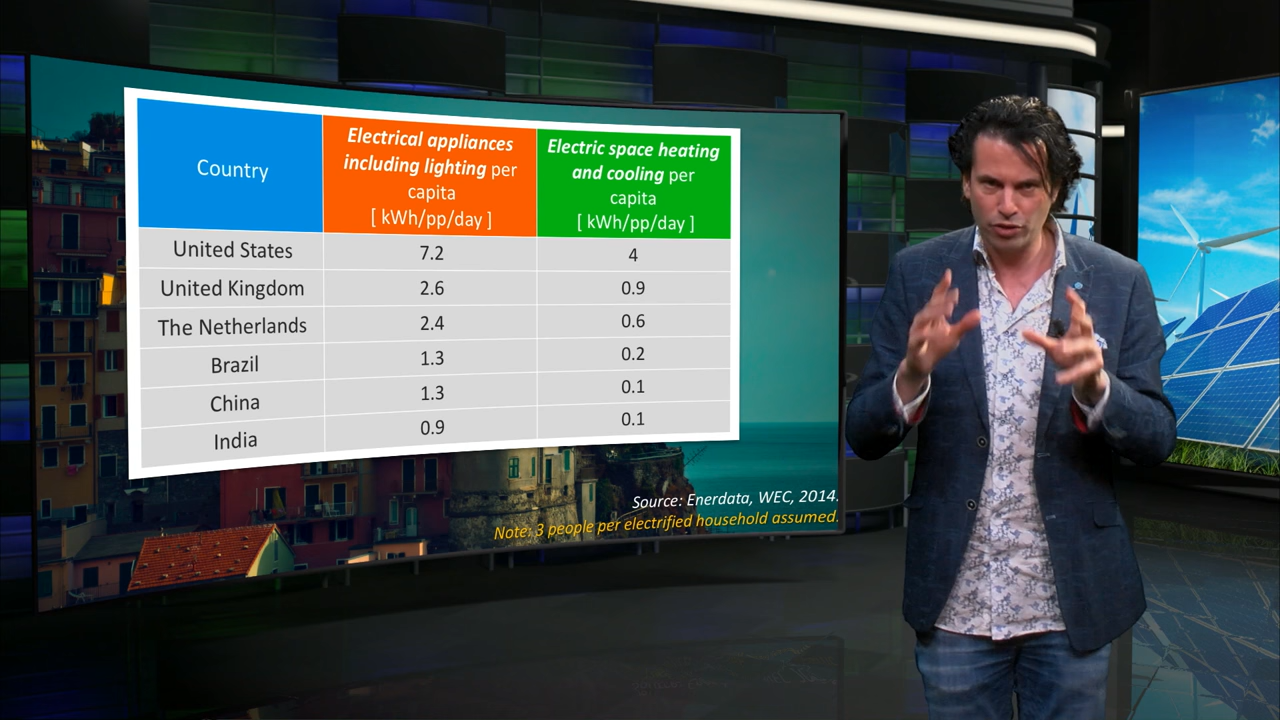 Country
Electrical appliances
including lighting per
capita
[ kWh/pp/day ]
Electric space heating
and cooling per
capita
[ kWh/pp/day ]
United States 7.2 4
United Kingdom 2.6 0.9
The Netherlands 2.4 0.6
Brazil 1.3 0.2
China 1.3 0.1
India 0.9 0.1
Source: Enerdata, WEC, 2014.
Note: 3 people per electrified household assumed.